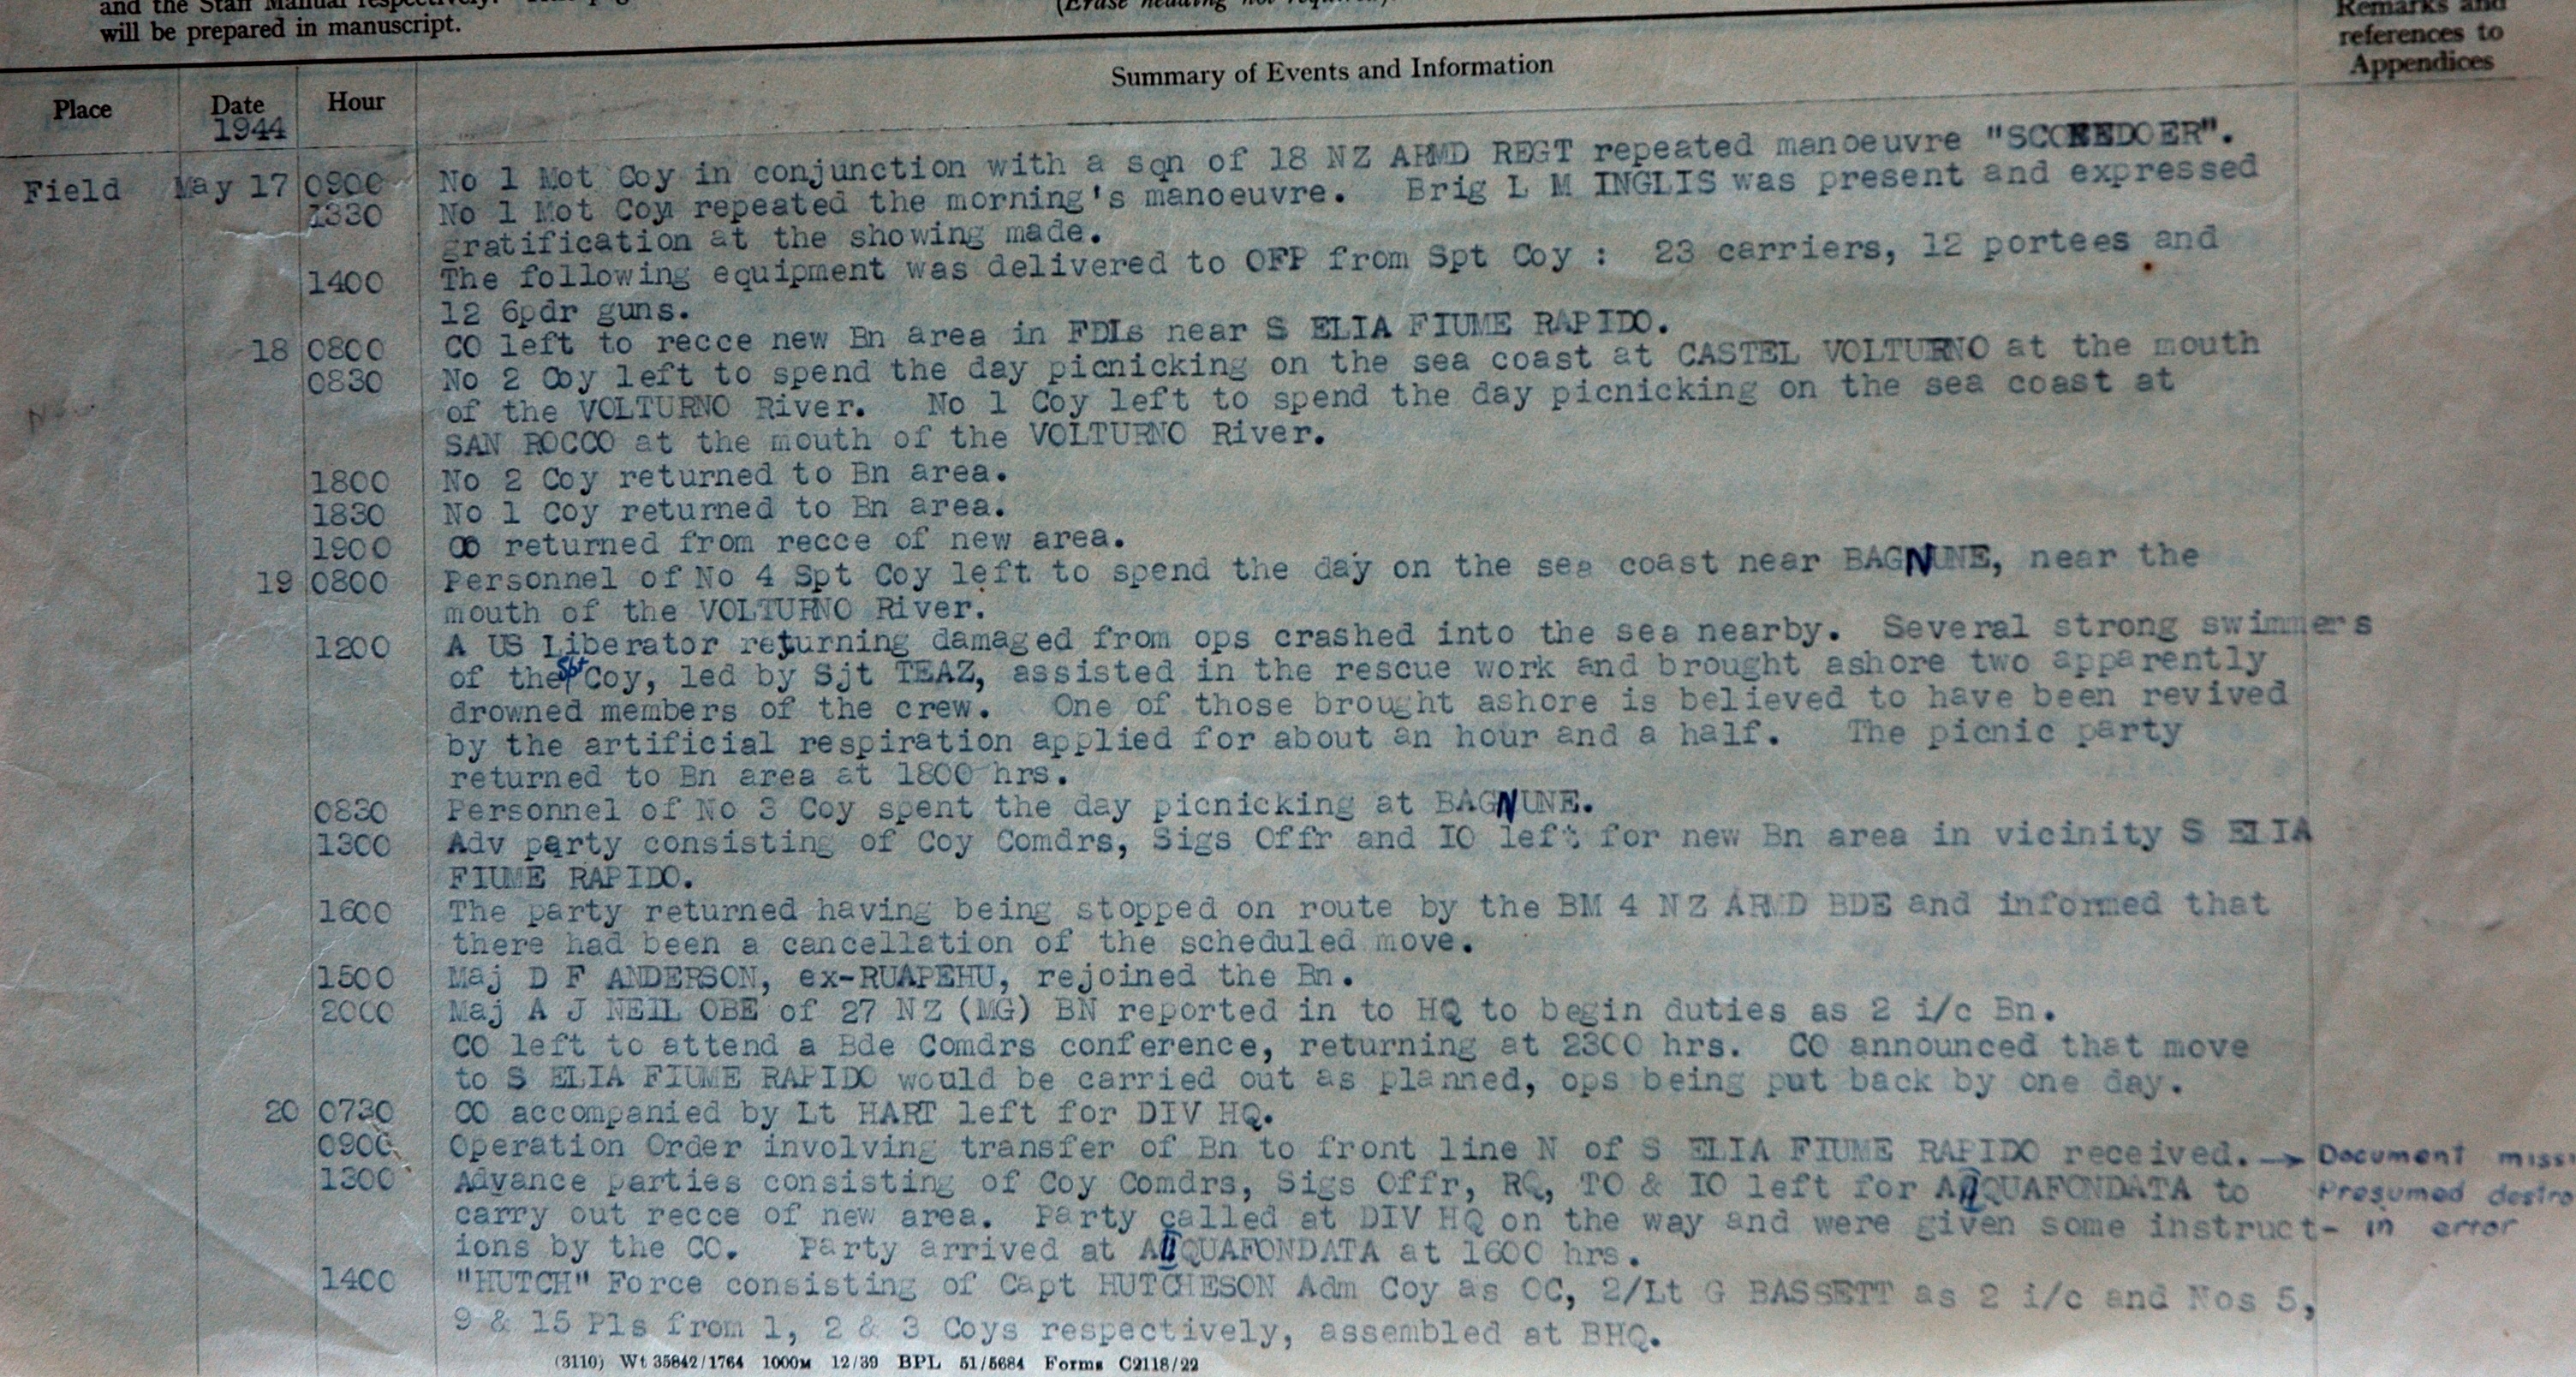 and the Staff Manual respectively.
(Erase heading not required).
will be prepared in manuscript.
Remarks and
references to
Appendices
Summary of Events and Information
Place Date Hour
1944
Field May 17 0900 No 1 Mot Coy in conjunction with a sqn of 18 NZ ARMD REGT repeated manoeuvre "SCOREDOER".
1330 No 1 Mot Coy repeated the morning's manoeuvre. Brig L M INGLIS was present and expressed
gratification at the showing made.
1400 The following equipment was delivered to OFP from Spt Coy : 23 carriers, 12 portees and
12 6pdr guns.
18 0800 CO left to recce new Bn area in FDLs near S ELIA FIUME RAPIDO.
0830 No 2 Coy left to spend the day picnicking on the sea coast at CASTEL VOLTURNO at the mouth
of the VOLTURNO River. No 1 Coy left to spend the day picnicking on the sea coast at
SAN ROCCO at the mouth of the VOLTURNO River.
1800 No 2 Coy returned to Bn area.
1830 No 1 Coy returned to Bn area.
1900 CO returned from recce of new area.
19 0800 Personnel of No 4 Spt Coy left to spend the day on the sea coast near BAGNUNE, near the
mouth of the VOLTURNO River.
1200 A US Liberator returning damaged from ops crashed into the sea nearby. Several strong swimmers
of the Spt Coy, led by Sjt TEAZ, assisted in the rescue work and brought ashore two apparently
drowned members of the crew. One of those brought ashore is believed to have been revived
by the artificial respiration applied for about an hour and a half. The picnic party
returned to Bn area at 1800 hrs.
0830 Personnel of No 3 Coy spent the day picnicking at BAGNUNE.
1300 Adv party consisting of Coy Comdrs, Sigs Offr and IO left for new Bn area in vicinity S ELIA
FIUME RAPIDO.
1600 The party returned having being stopped on route by the BM 4 NZ ARMD BDE and informed that
there had been a cancellation of the scheduled move.
1500 Maj D F ANDERSON, ex-RUAPEHU, rejoined the Bn.
2000 Maj A J NEIL OBE of 27 NZ (MG) BN reported in to HQ to begin duties as 2 i/c Bn.
CO left to attend a Bde Comdrs conference, returning at 2300 hrs. CO announced that move
to S ELIA FIUME RAPIDO would be carried out as planned, ops being put back by one day.
20 0730 CO accompanied by Lt HART left for DIV HQ.
0900 Operation Order involving transfer of Bn to front line N of S ELIA FIUME RAPIDO received. → Document
1300 Advance parties consisting of Coy Comdrs, Sigs Offr, RQ, TO & IO left for ACQUAFONDATA to Presumed
carry out recce of new area. Party called at DIV HQ on the way and were given some instruct- in error
ions by the CO. Party arrived at ACQUAFONDATA at 1600 hrs.
1400 "HUTCH" Force consisting of Capt HUTCHESON Adm Coy as OC, 2/Lt G BASSETT as 2 i/c and Nos 5,
9 & 15 Pls from 1, 2 & 3 Coys respectively, assembled at BHQ.
(3110) Wt 35842/1764 1000M 12/39 BPL 51/5684 Forms C2118/22